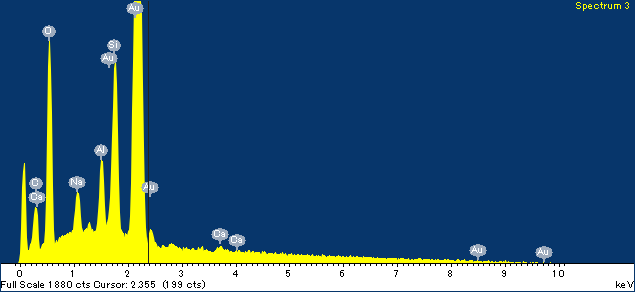 Spectrum 3
Au
O
Si
Au
Al
C
Na
Au
Ca
Ca
Ca
Au
Au
0 1 2 3 4 5 6 7 8 9 10
Full Scale 1880 cts Cursor: 2.355 (199 cts) keV